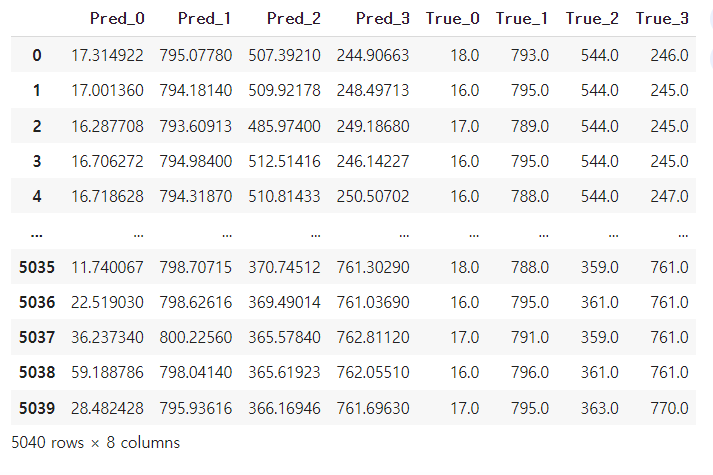 Pred_0 Pred_1 Pred_2 Pred_3 True_0 True_1 True_2 True_3
0 17.314922 795.07780 507.39210 244.90663 18.0 793.0 544.0 246.0
1 17.001360 794.18140 509.92178 248.49713 16.0 795.0 544.0 245.0
2 16.287708 793.60913 485.97400 249.18680 17.0 789.0 544.0 245.0
3 16.706272 794.98400 512.51416 246.14227 16.0 795.0 544.0 245.0
4 16.718628 794.31870 510.81433 250.50702 16.0 788.0 544.0 247.0
... ... ... ... ... ... ... ... ...
5035 11.740067 798.70715 370.74512 761.30290 18.0 788.0 359.0 761.0
5036 22.519030 798.62616 369.49014 761.03690 16.0 795.0 361.0 761.0
5037 36.237340 800.22560 365.57840 762.81120 17.0 791.0 359.0 761.0
5038 59.188786 798.04140 365.61923 762.05510 16.0 796.0 361.0 761.0
5039 28.482428 795.93616 366.16946 761.69630 17.0 795.0 363.0 770.0
5040 rows × 8 columns